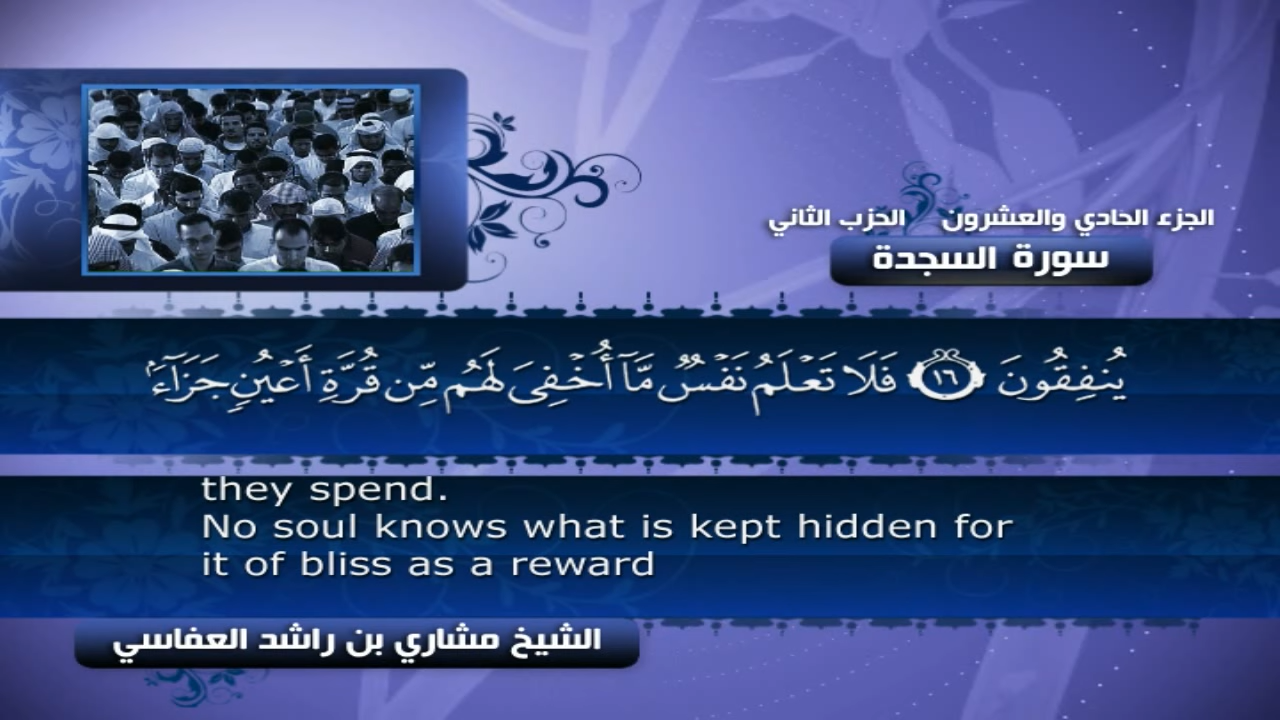 الجزء الحادي والعشرون الحزب الثاني
سورة السجدة
يُنفِقُونَ ١٦ فَلَا تَعْلَمُ نَفْسٌ مَّآ أُخْفِىَ لَهُم مِّن قُرَّةِ أَعْيُنٍ جَزَآءًۢ
they spend.
No soul knows what is kept hidden for
it of bliss as a reward
الشيخ مشاري بن راشد العفاسي